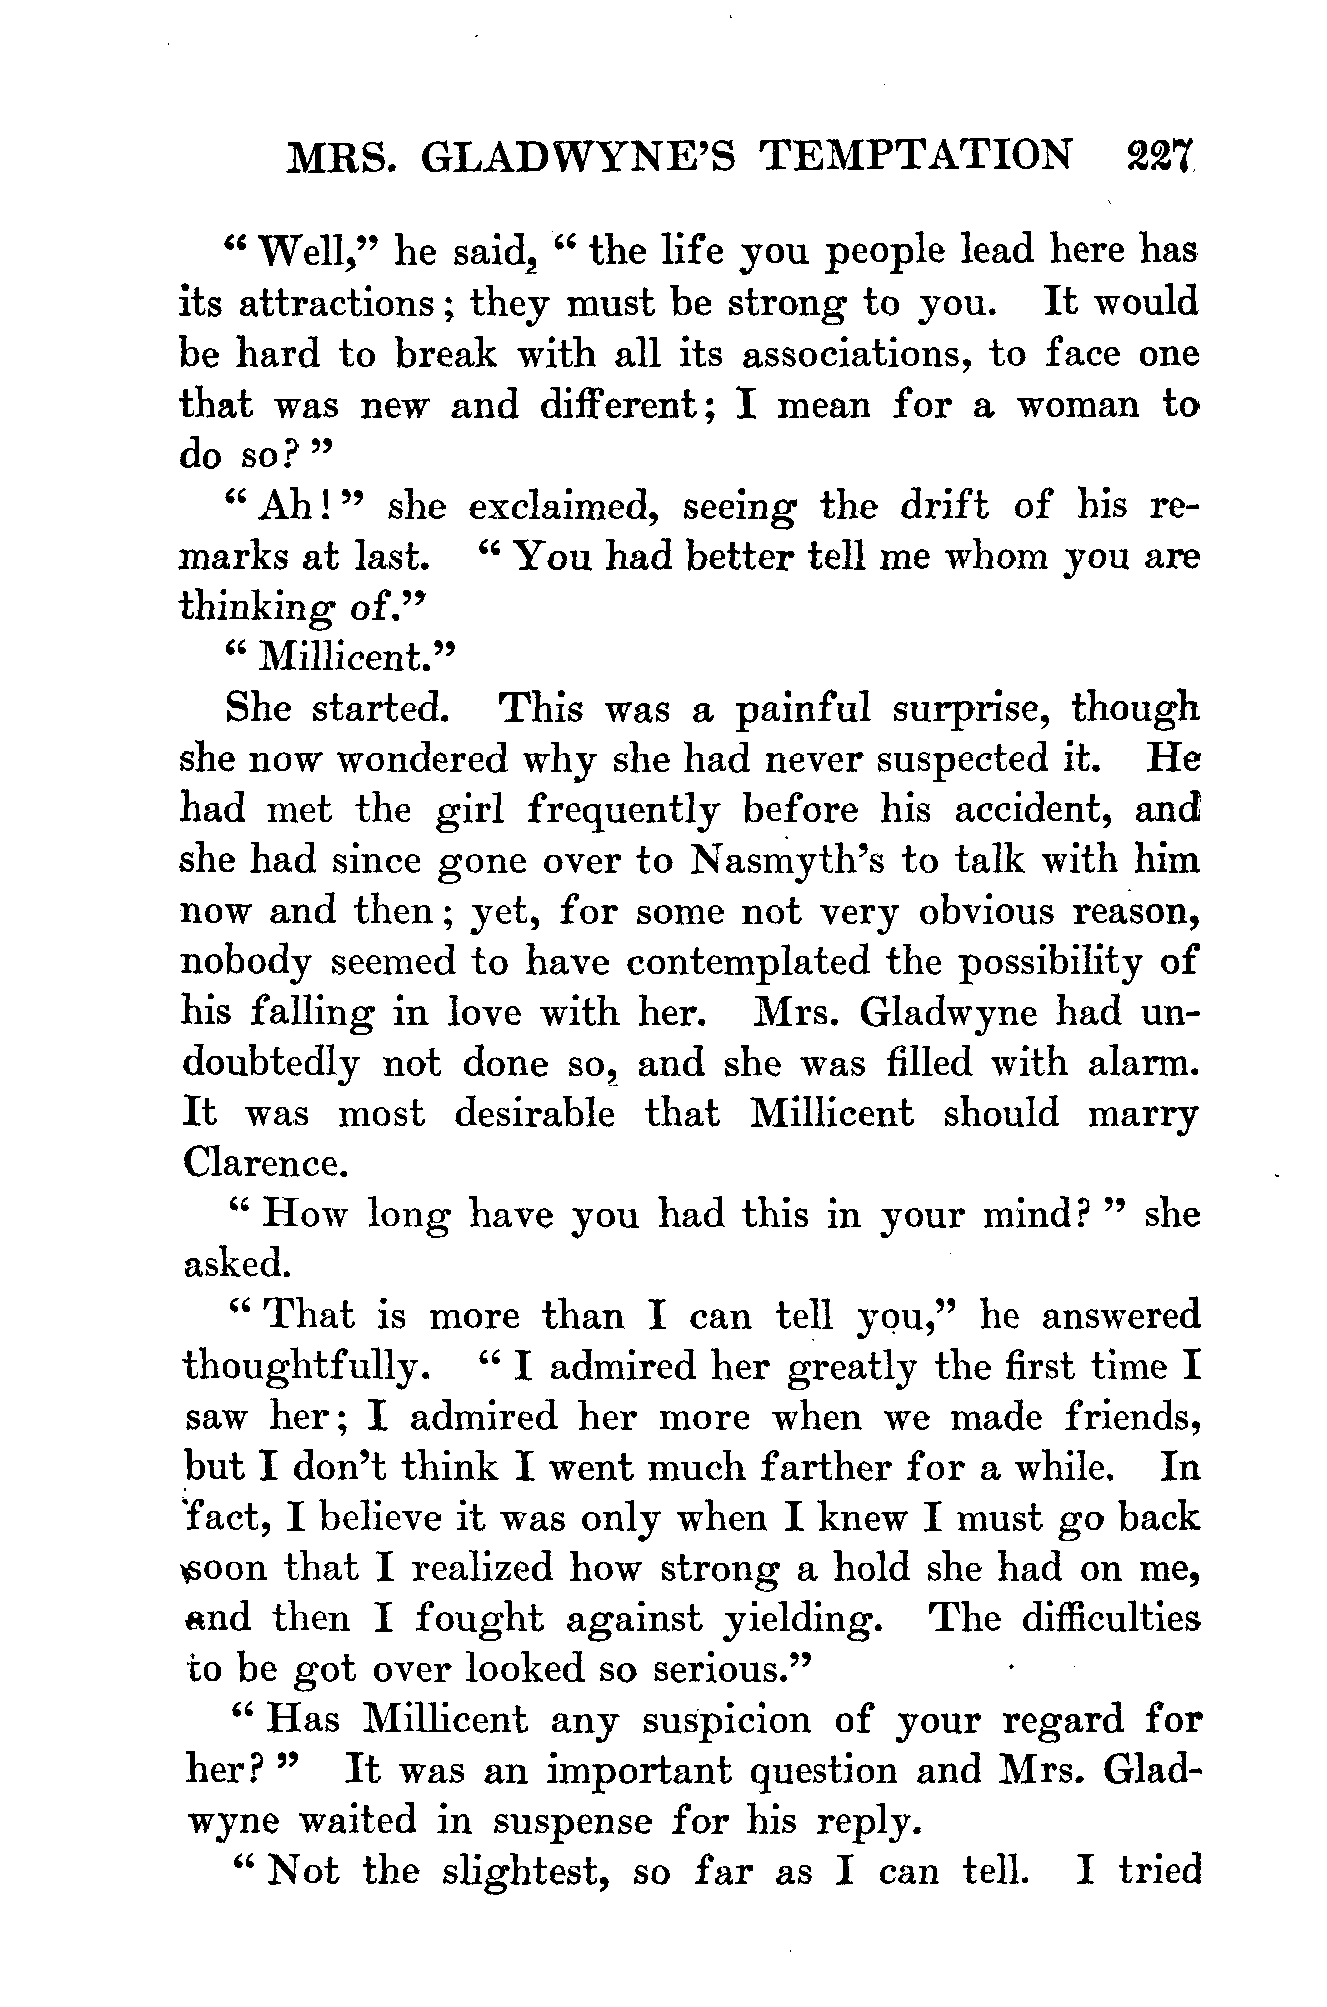 MRS. GLADWYNE'S TEMPTATION 227
“ Well,” he said, “ the life you people lead here has
its attractions ; they must be strong to you. It would
be hard to break with all its associations, to face one
that was new and different ; I mean for a woman to
do so? ”
“ Ah ! ” she exclaimed, seeing the drift of his re-
marks at last. “ You had better tell me whom you are
thinking of.”
“ Millicent.”
She started. This was a painful surprise, though
she now wondered why she had never suspected it. He
had met the girl frequently before his accident, and
she had since gone over to Nasmyth's to talk with him
now and then ; yet, for some not very obvious reason,
nobody seemed to have contemplated the possibility of
his falling in love with her. Mrs. Gladwyne had un-
doubtedly not done so, and she was filled with alarm.
It was most desirable that Millicent should marry
Clarence.
“ How long have you had this in your mind? ” she
asked.
“ That is more than I can tell you,” he answered
thoughtfully. “ I admired her greatly the first time I
saw her ; I admired her more when we made friends,
but I don't think I went much farther for a while. In
fact, I believe it was only when I knew I must go back
soon that I realized how strong a hold she had on me,
and then I fought against yielding. The difficulties
to be got over looked so serious.”
“ Has Millicent any suspicion of your regard for
her? ” It was an important question and Mrs. Glad-
wyne waited in suspense for his reply.
“ Not the slightest, so far as I can tell. I tried